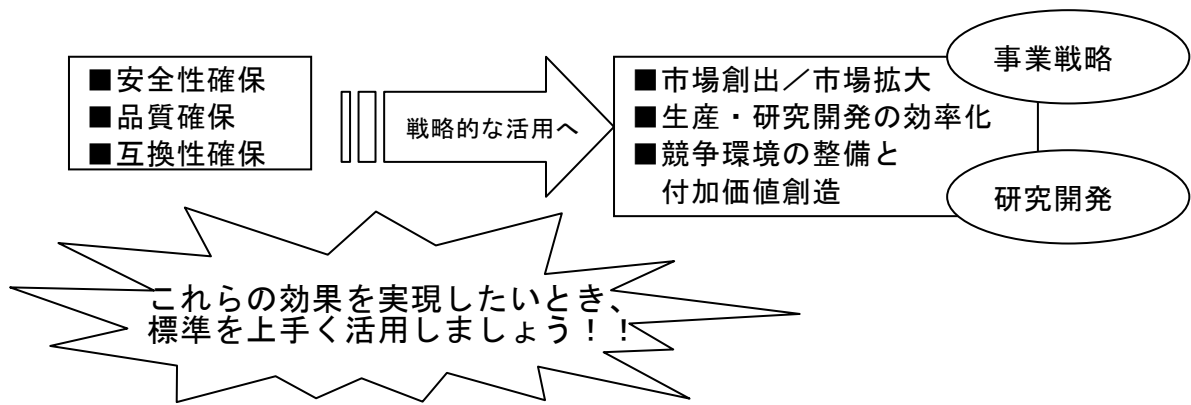 ■安全性確保
■品質確保
■互換性確保
戦略的な活用へ
■市場創出／市場拡大
■生産・研究開発の効率化
■競争環境の整備と
付加価値創造
事業戦略
研究開発
これらの効果を実現したいとき、
標準を上手く活用しましょう！！